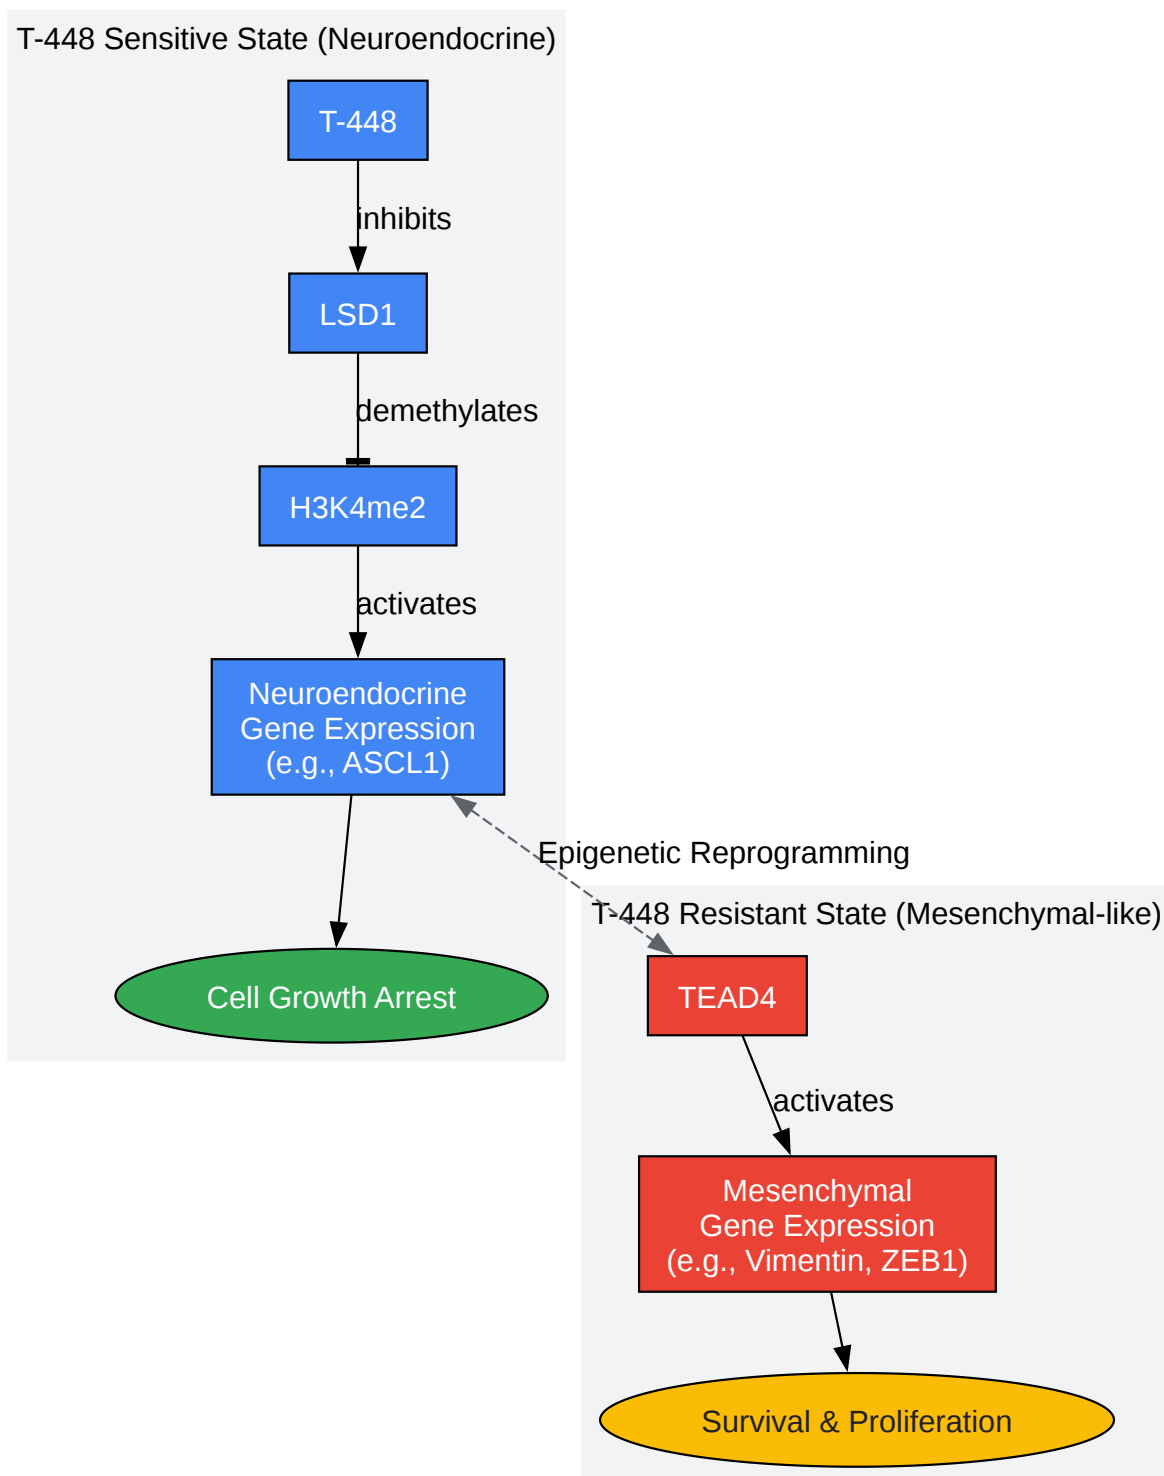 T-448 Sensitive State (Neuroendocrine)
T-448
inhibits
LSD1
demethylates
H3K4me2
activates
Neuroendocrine
Gene Expression
(e.g., ASCL1)
Epigenetic Reprogramming
Cell Growth Arrest
T-448 Resistant State (Mesenchymal-like)
TEAD4
activates
Mesenchymal
Gene Expression
(e.g., Vimentin, ZEB1)
Survival & Proliferation